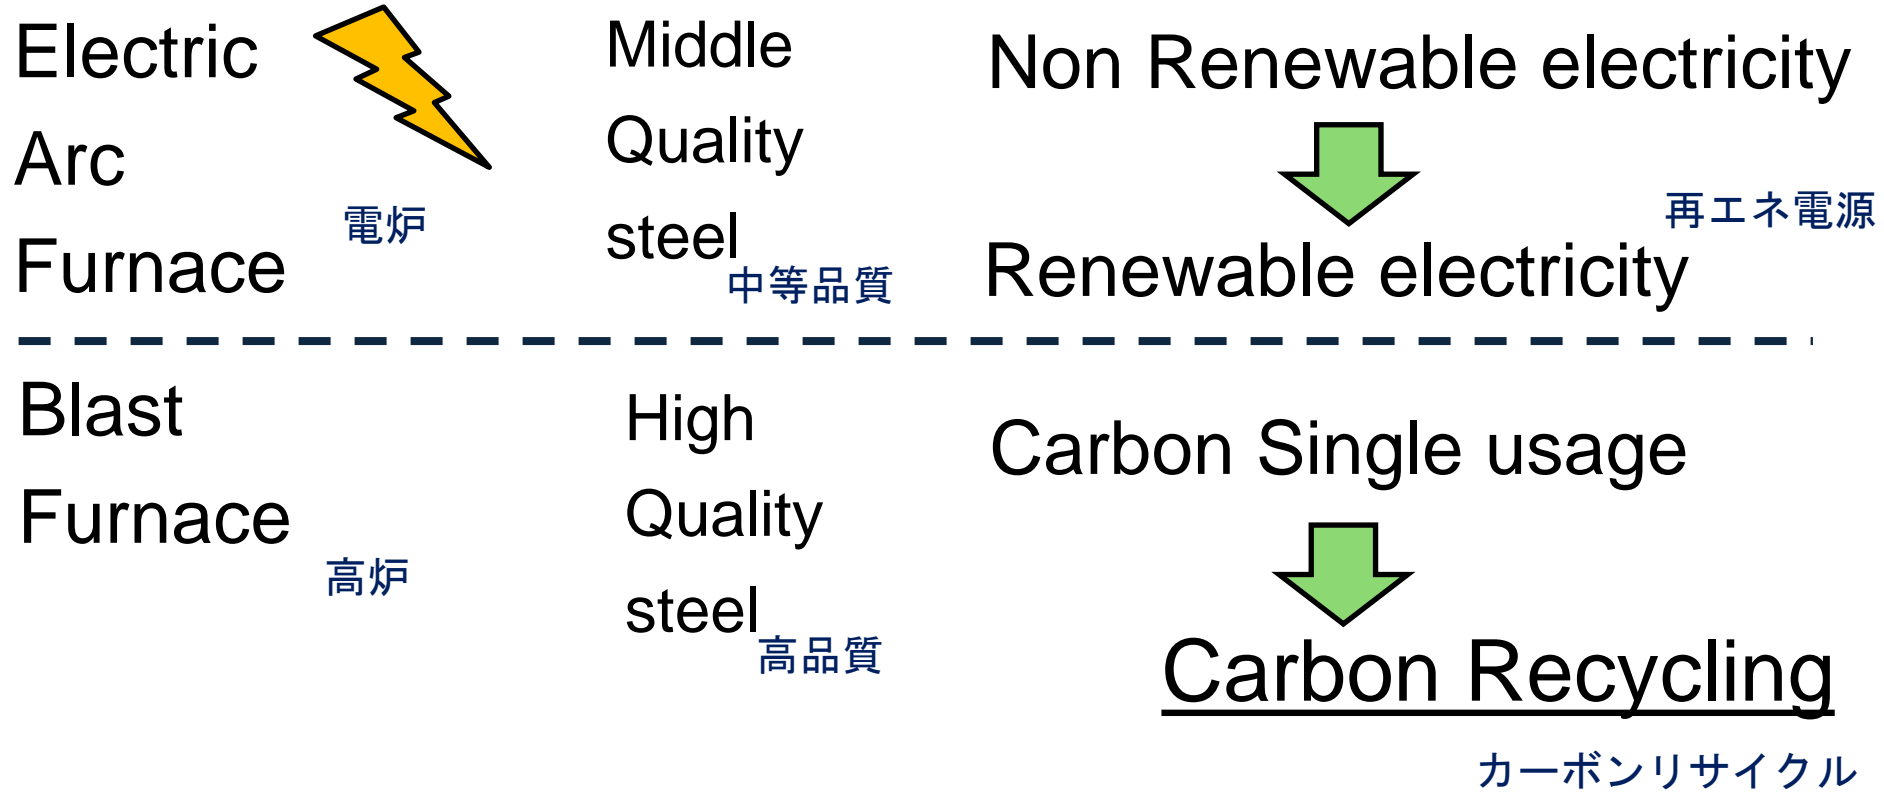 Electric
Arc
Furnace
電炉
Middle
Quality
steel
中等品質
Non Renewable electricity
再エネ電源
Renewable electricity
Blast
Furnace
高炉
High
Quality
steel
高品質
Carbon Single usage
Carbon Recycling
カーボンリサイクル